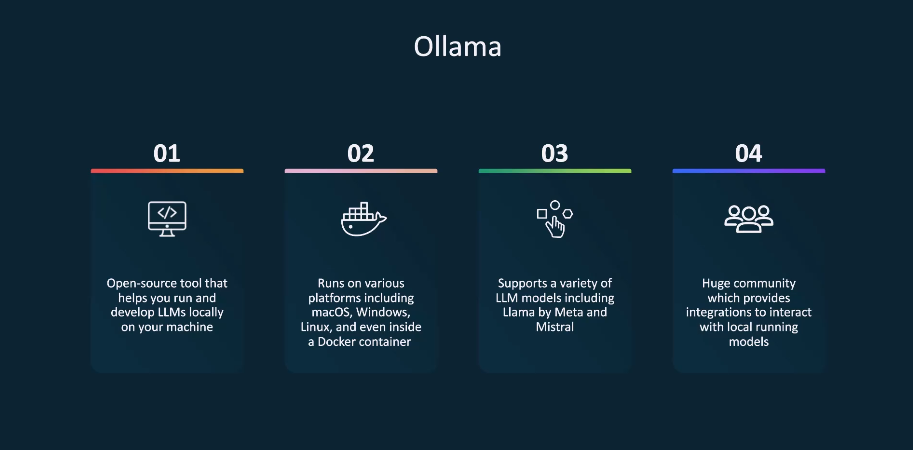 Ollama
01
Open-source tool that
helps you run and
develop LLMs locally
on your machine
02
Runs on various
platforms including
macOS, Windows,
Linux, and even inside
a Docker container
03
Supports a variety of
LLM models including
Llama by Meta and
Mistral
04
Huge community
which provides
integrations to interact
with local running
models